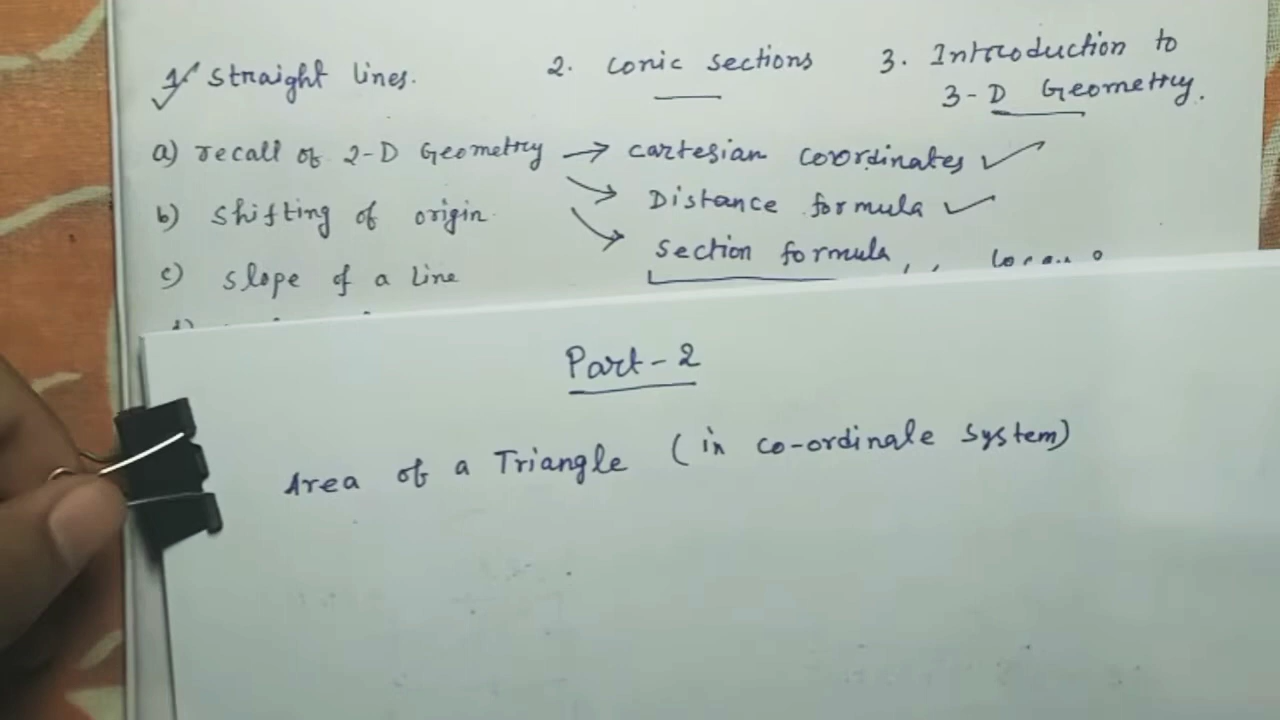 1 Straight lines. 2. Conic sections 3. Introduction to
3-D Geometry.
a) recall of 2-D Geometry → cartesian coordinates ✓
b) shifting of origin → Distance formula ✓
c) slope of a line → section formula,
Part-2
Area of a Triangle (in co-ordinate system)